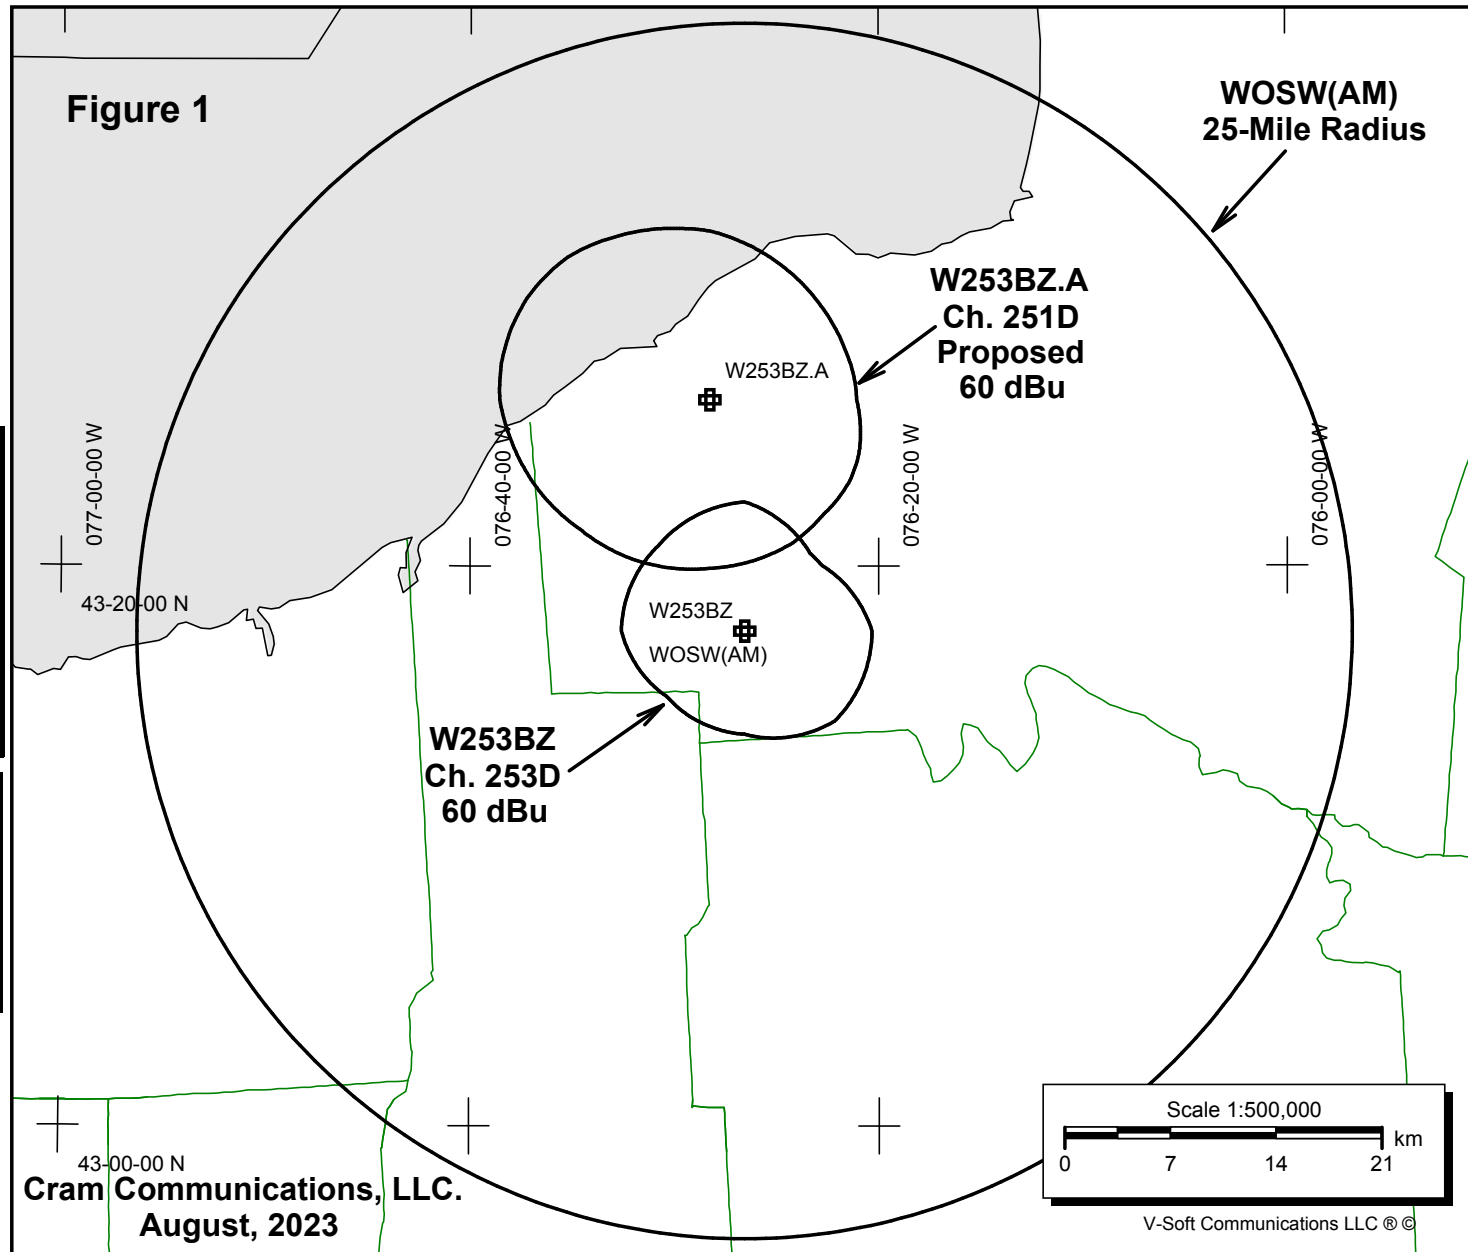 Figure 1
WOSW(AM)
25-Mile Radius
W253BZ.A
Ch. 251D
Proposed
60 dBu
W253BZ.A
077-00-00 W
076-40-00 W
076-20-00 W
076-00-00 W
43-20-00 N
W253BZ
WOSW(AM)
W253BZ
Ch. 253D
60 dBu
43-00-00 N
Cram Communications, LLC.
August, 2023
Scale 1:500,000
km
0 7 14 21
V-Soft Communications LLC ® ©